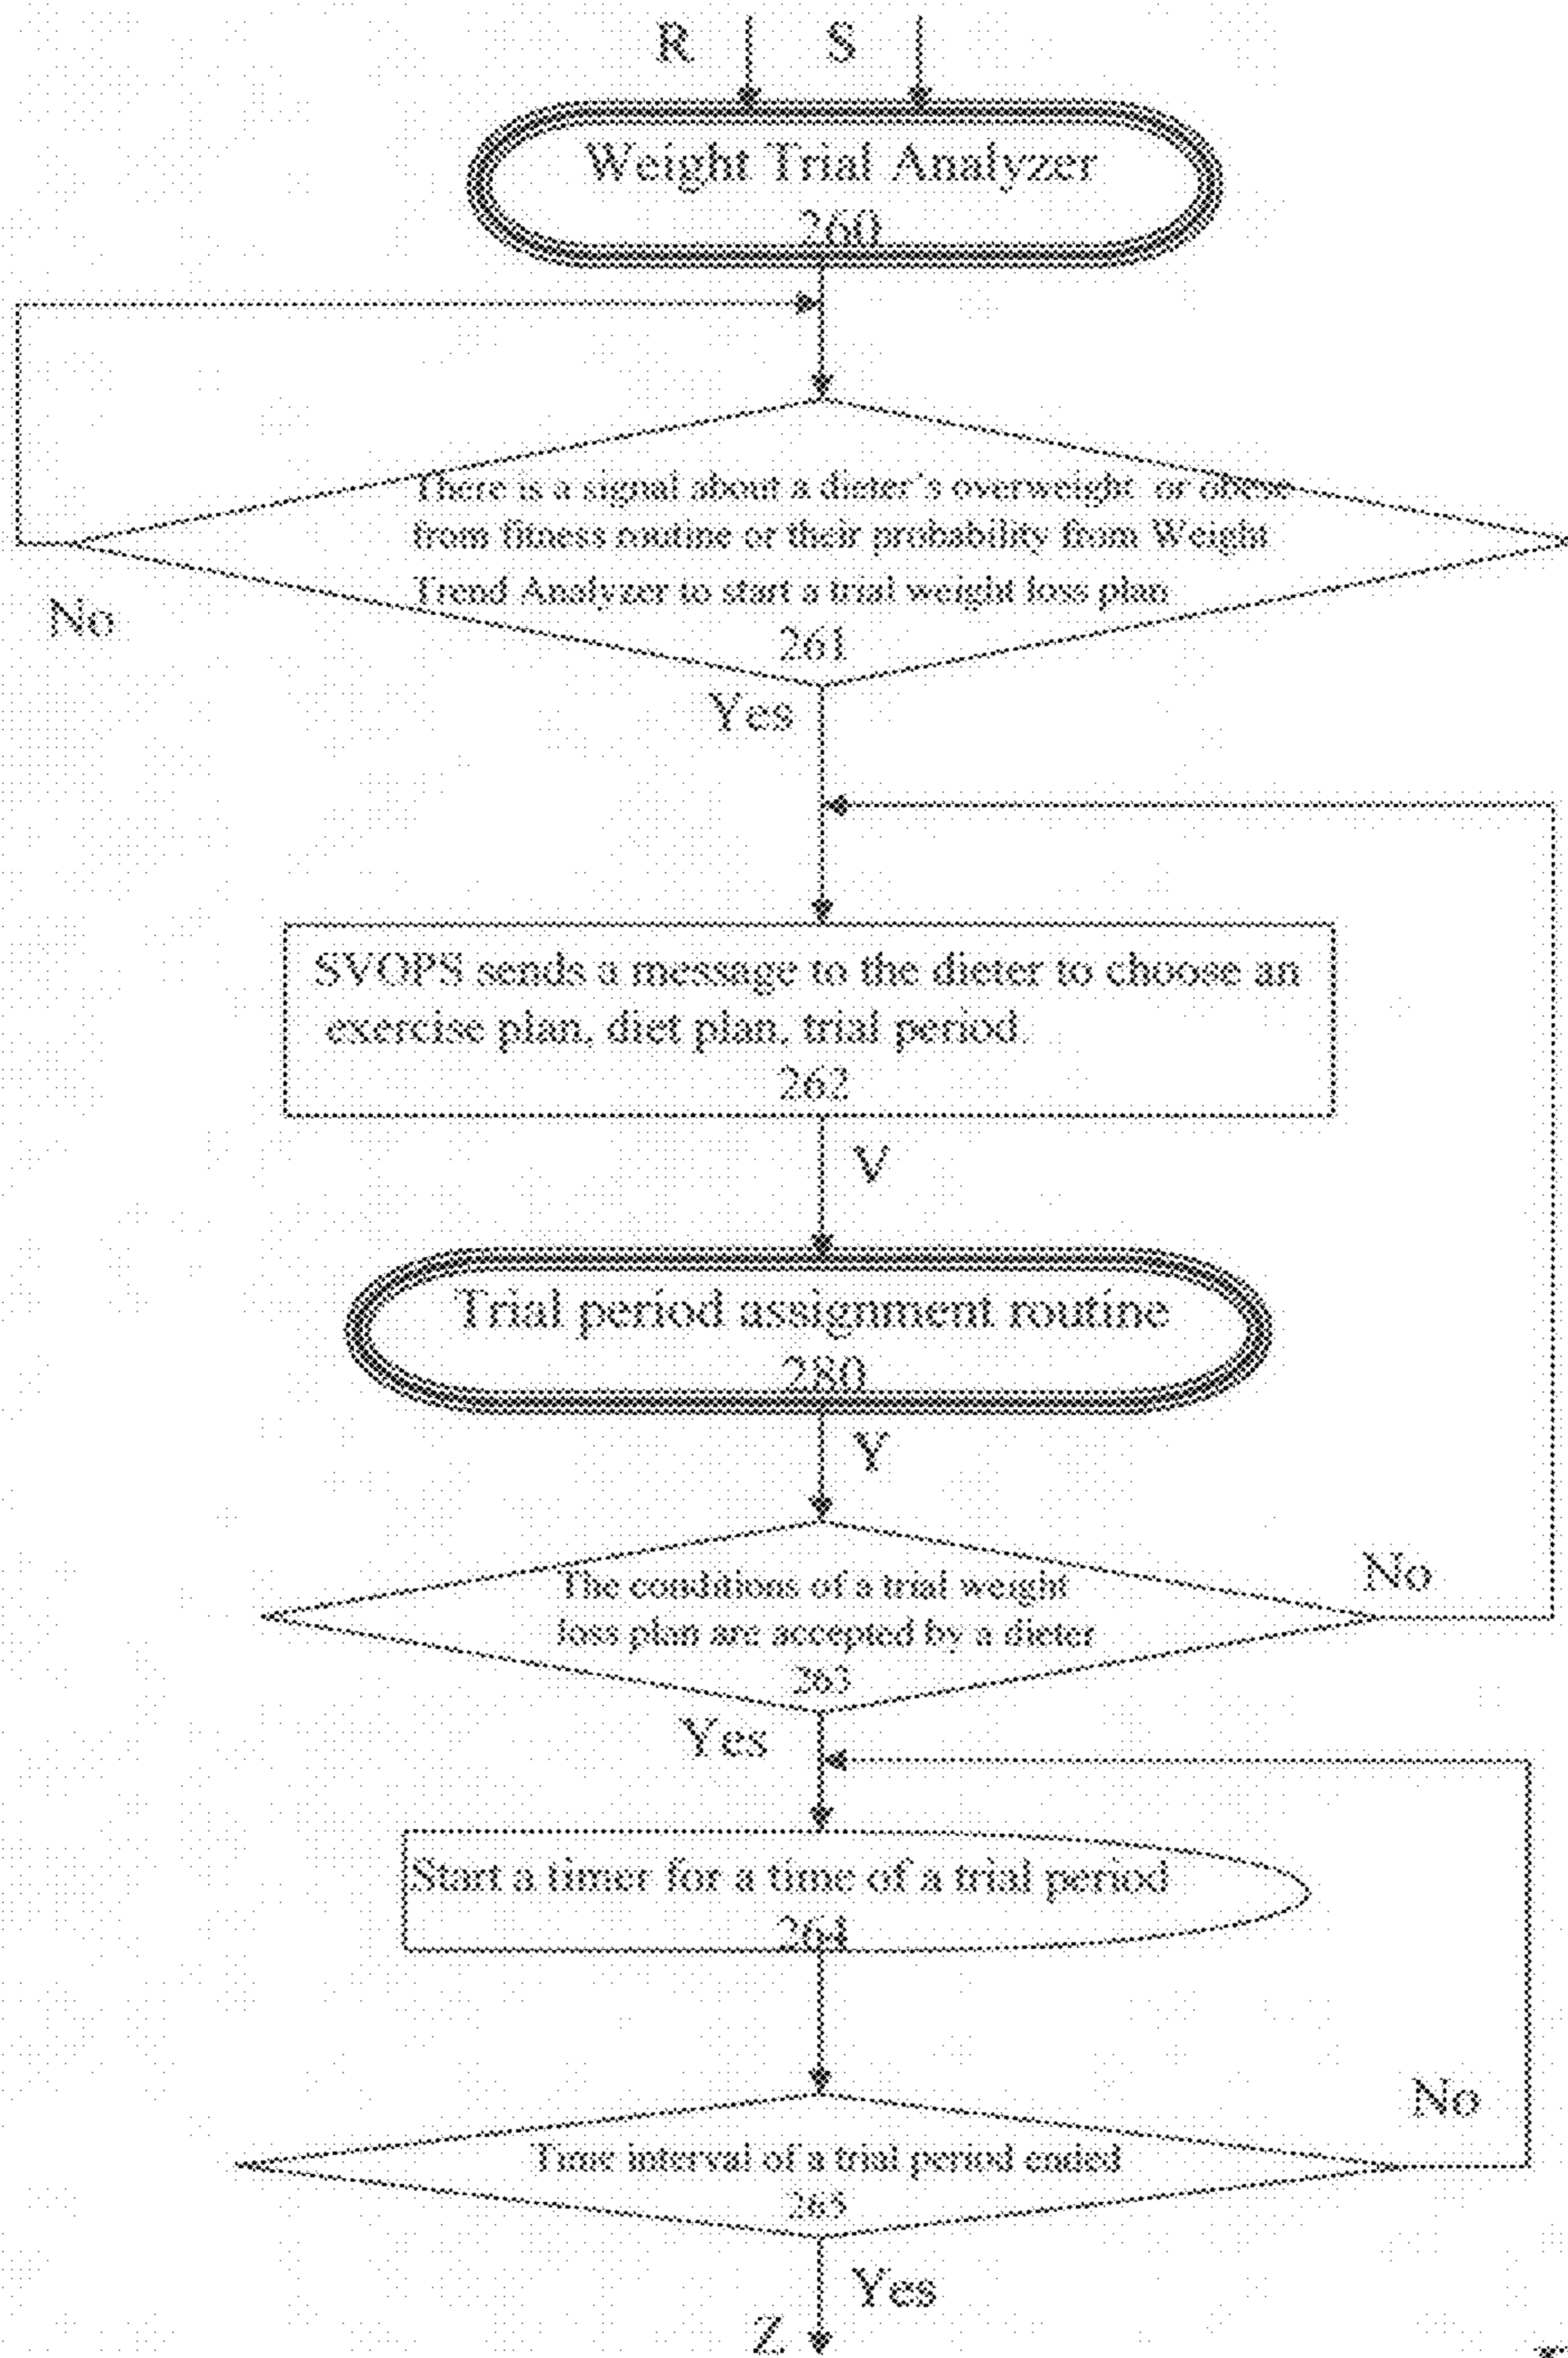 R S
Weight Trial Analyzer
260
There is a signal about a dieter's overweight or obese
from fitness routine or their probability from Weight
Trend Analyzer to start a trial weight loss plan
261
No
Yes
SVOPS sends a message to the dieter to choose an
exercise plan, diet plan, trial period.
262
V
Trial period assignment routine
280
Y
The conditions of a trial weight
loss plan are accepted by a dieter
263
No
Yes
Start a timer for a time of a trial period
264
No
Time interval of a trial period ended
265
Yes
Z